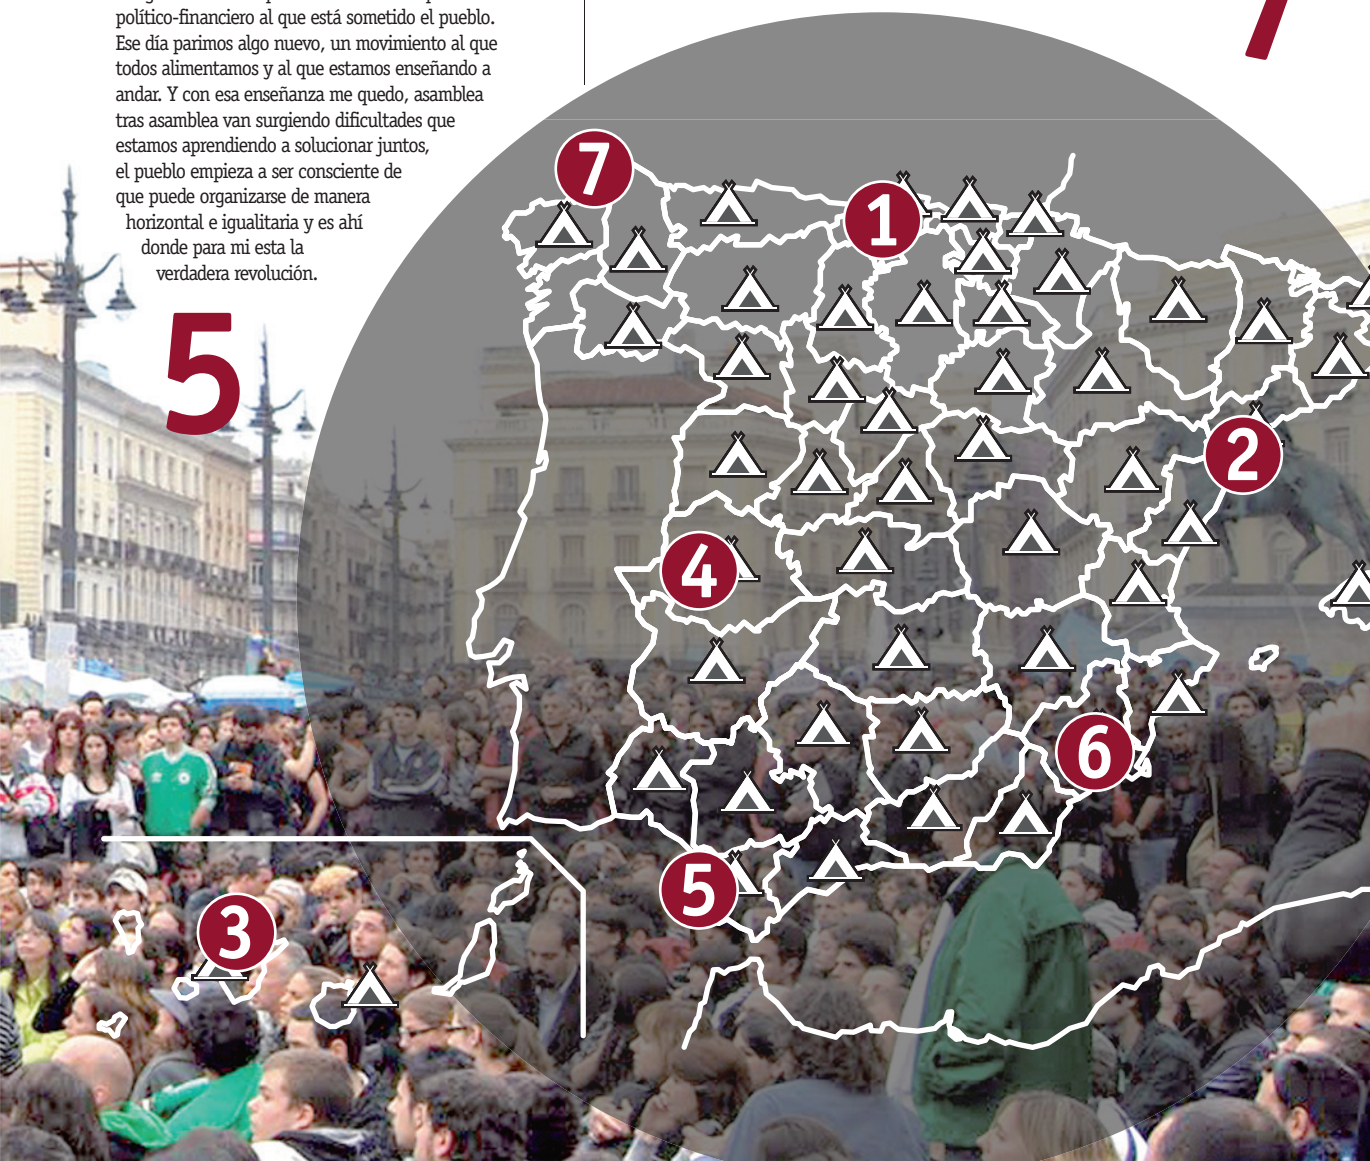 político-financiero al que está sometido el pueblo.
Ese día parimos algo nuevo, un movimiento al que
todos alimentamos y al que estamos enseñando a
andar. Y con esa enseñanza me quedo, asamblea
tras asamblea van surgiendo dificultades que
estamos aprendiendo a solucionar juntos,
el pueblo empieza a ser consciente de
que puede organizarse de manera
horizontal e igualitaria y es ahí
donde para mi esta la
verdadera revolución.
5
7
1
2
4
6
5
3